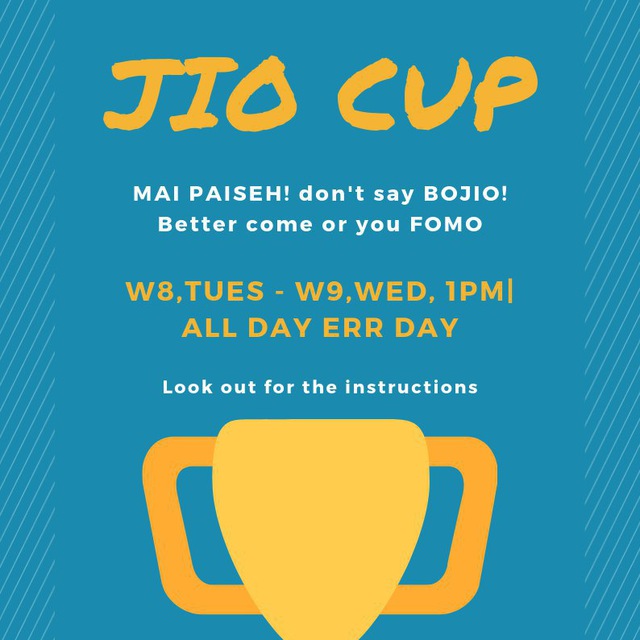 JIO CUP
MAI PAISEH! don't say BOJIO!
Better come or you FOMO
W8,TUES - W9,WED, 1PM|
ALL DAY ERR DAY
Look out for the instructions